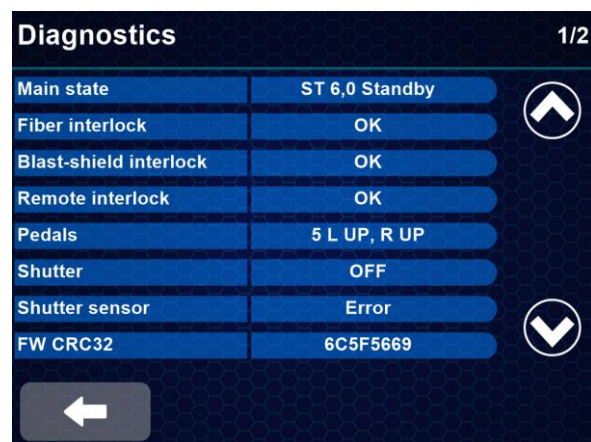 Diagnostics 1/2
Main state ST 6,0 Standby
Fiber interlock OK
Blast-shield interlock OK
Remote interlock OK
Pedals 5 L UP, R UP
Shutter OFF
Shutter sensor Error
FW CRC32 6C5F5669